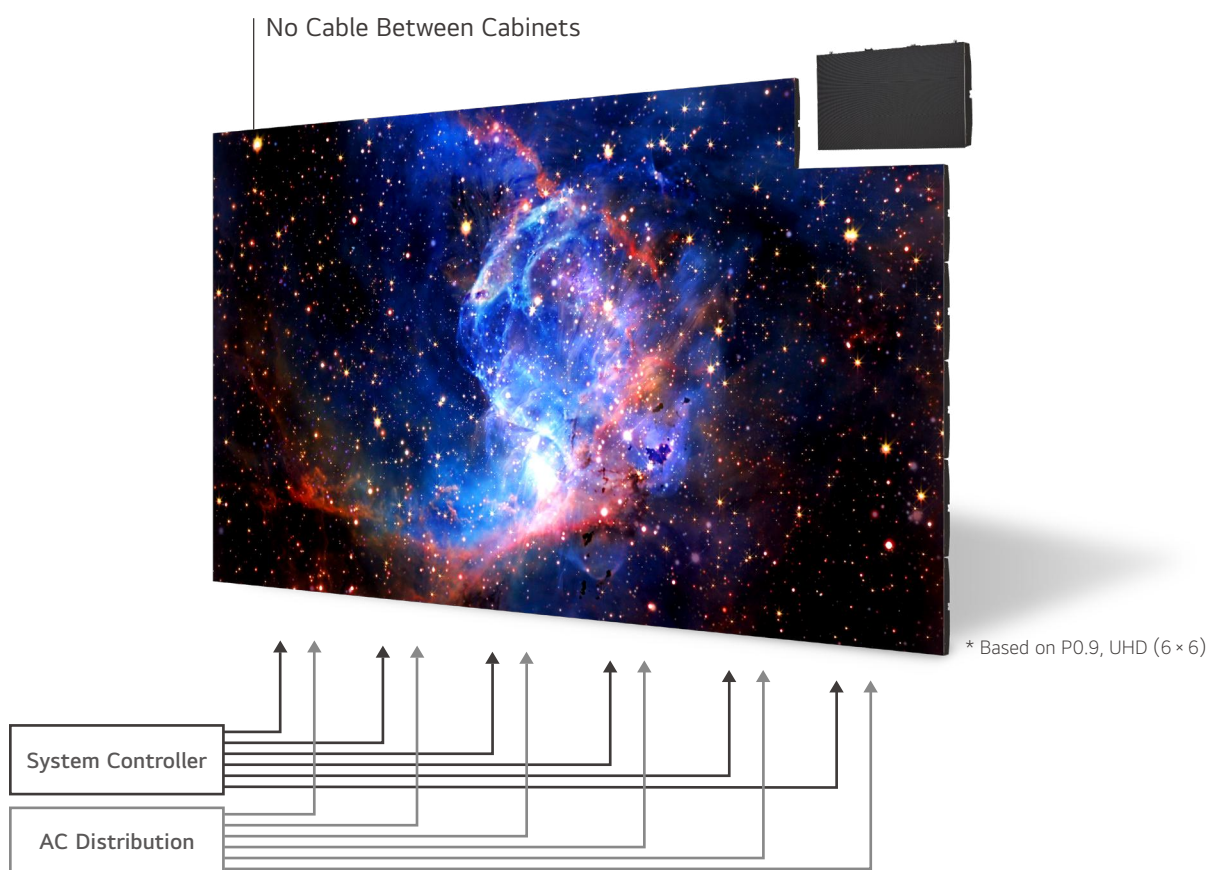 No Cable Between Cabinets
* Based on P0.9, UHD (6 × 6)
System Controller
AC Distribution